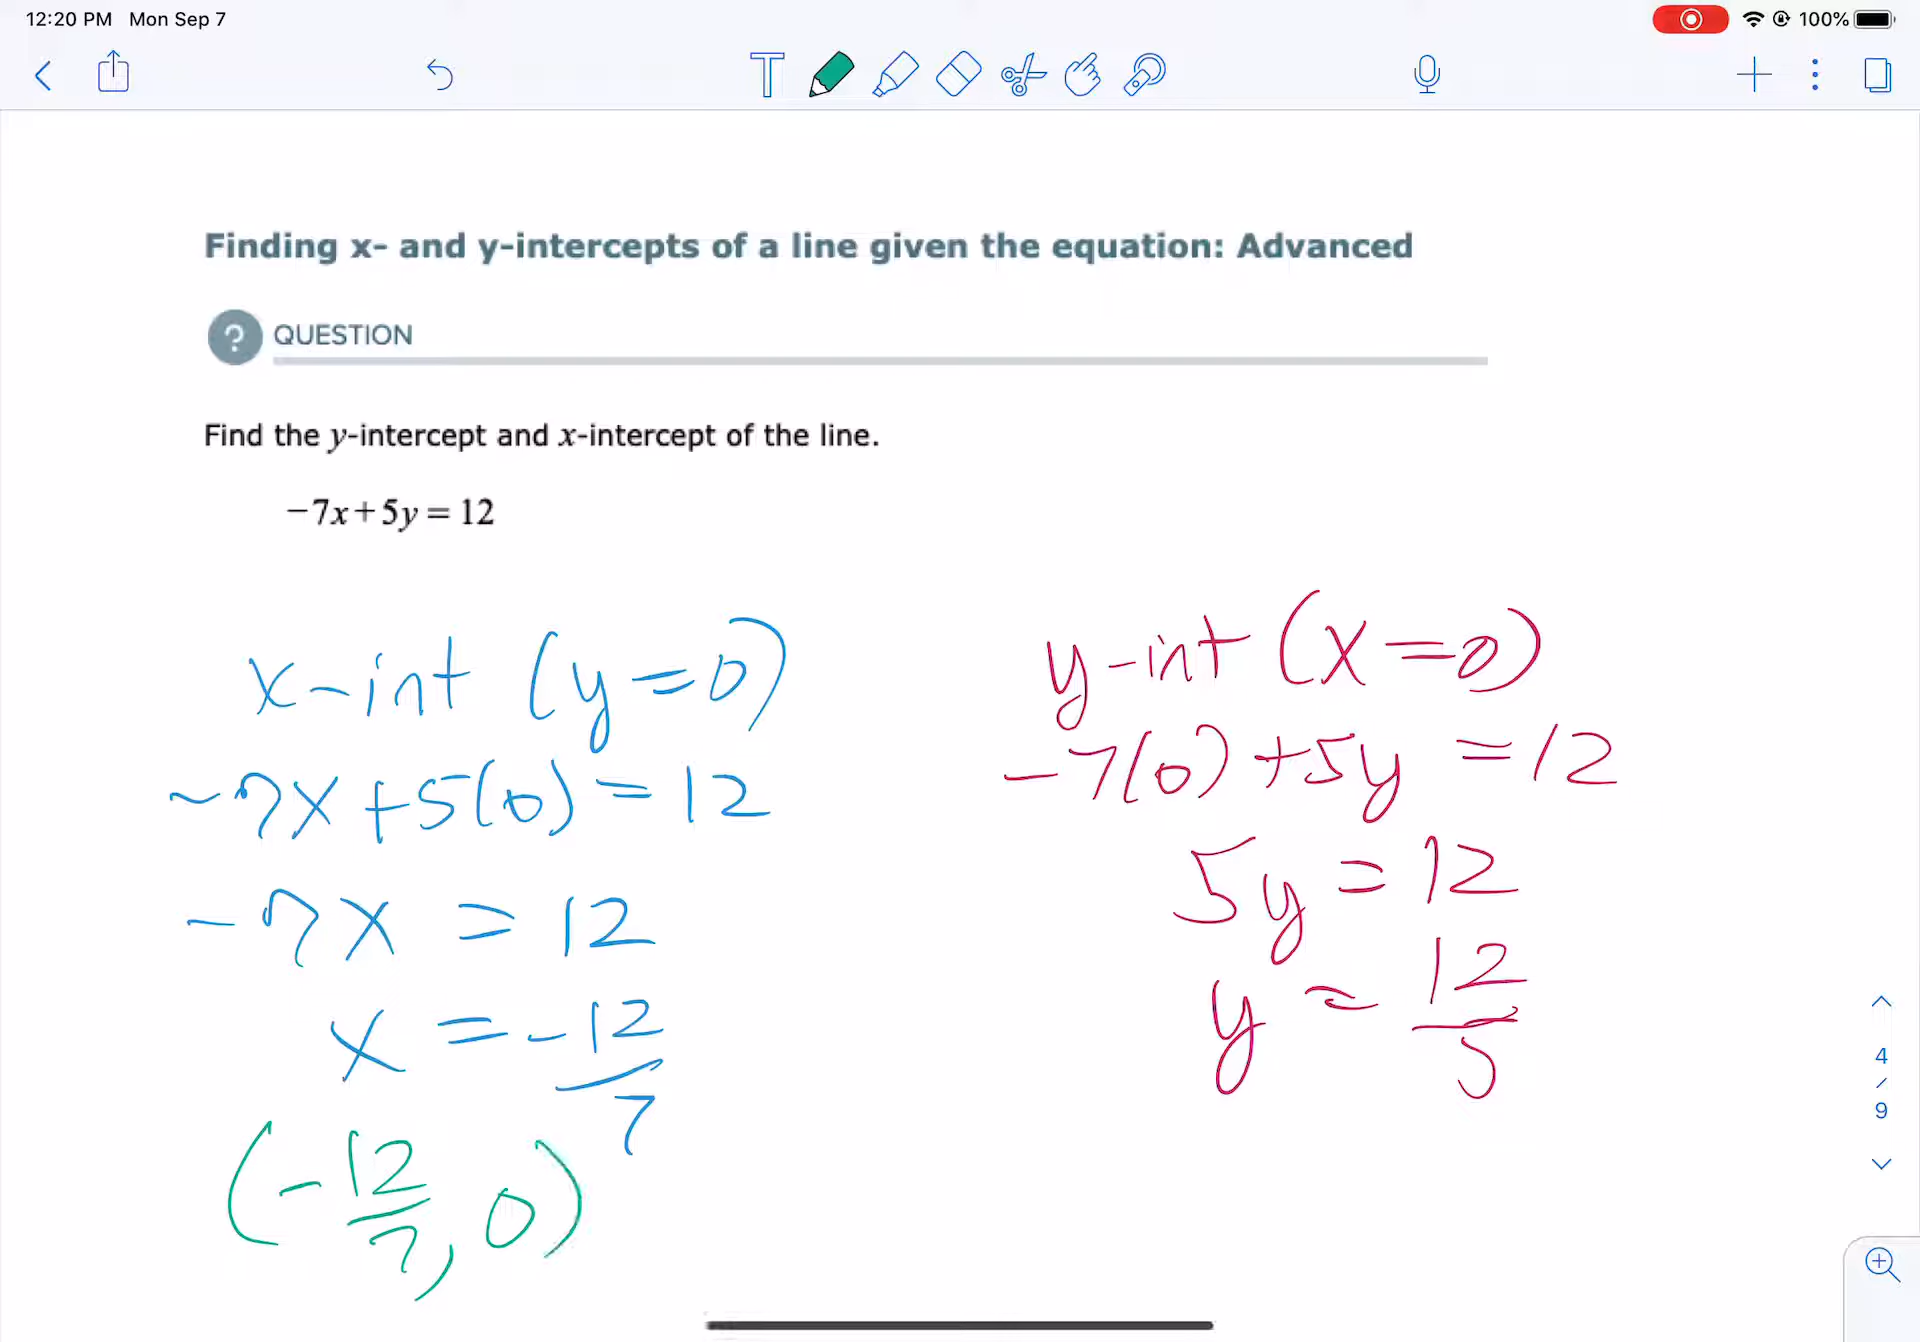 12:20 PM Mon Sep 7
100%
T
Finding x- and y-intercepts of a line given the equation: Advanced
? QUESTION
Find the y-intercept and x-intercept of the line.
−7x+5y = 12
x-int (y=0)
-7x+5(0)=12
-7x = 12
x = -12/7
(-12/7, 0)
y-int (x=0)
-7(0)+5y =12
5y=12
y = 12/5
4
/
9